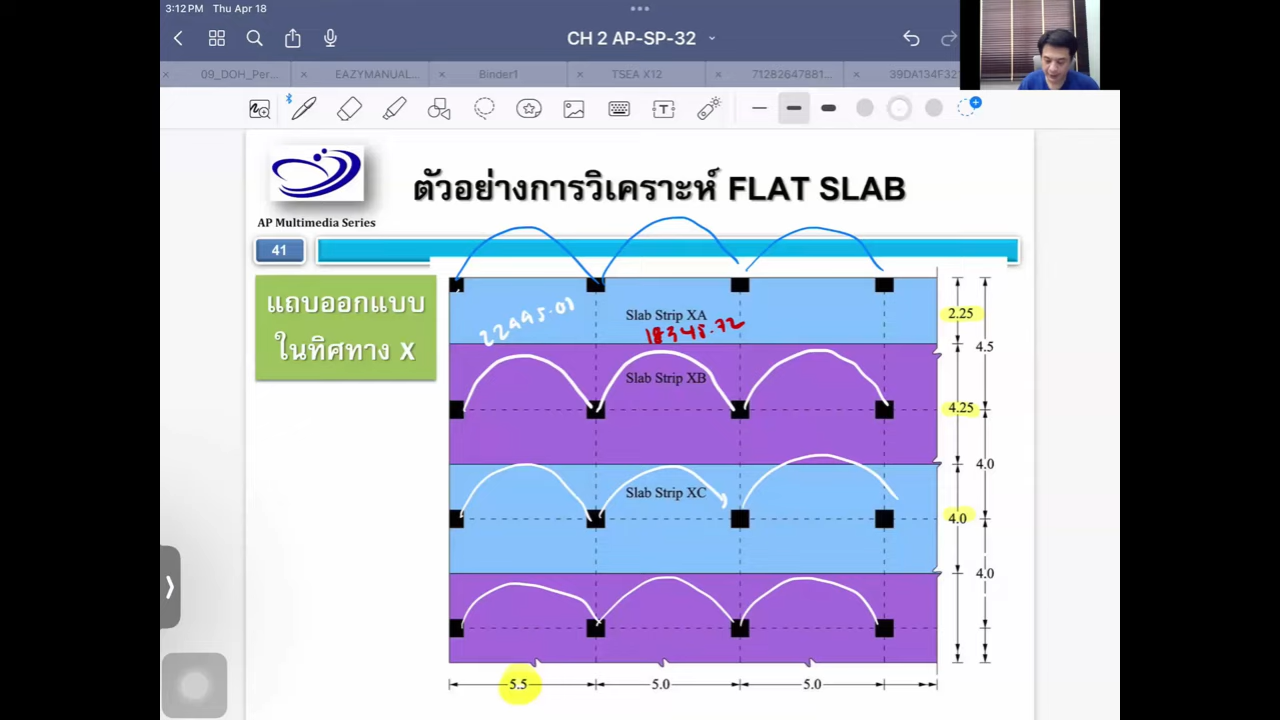 3:12 PM Thu Apr 18
CH 2 AP-SP-32
09_DOH_Per...
EAZYMANUAL...
Binder1
TSEA X12
71282647881...
39DA134F321
T
ตัวอย่างการวิเคราะห์ FLAT SLAB
AP Multimedia Series
41
แถบออกแบบ
ในทิศทาง X
22995.01
Slab Strip XA
18345.72
2.25
4.5
Slab Strip XB
4.25
4.0
Slab Strip XC
4.0
4.0
5.5
5.0
5.0